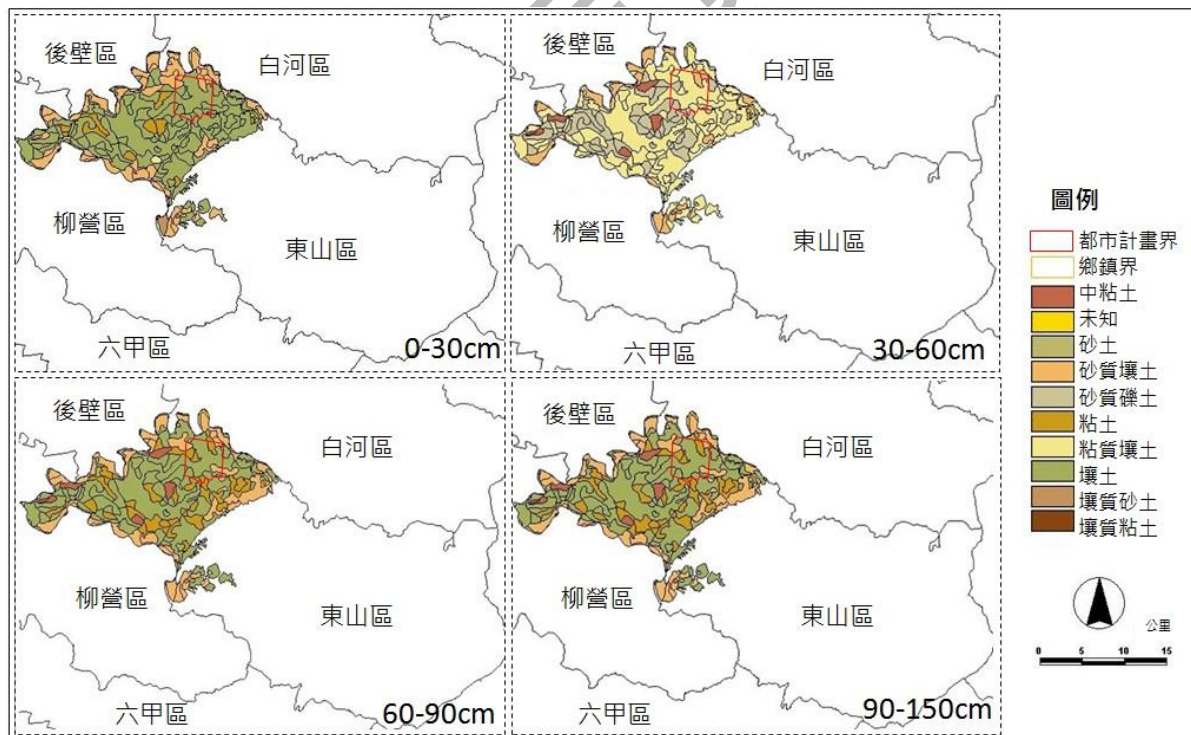 後壁區
白河區
柳營區
東山區
六甲區
0-30cm
後壁區
白河區
柳營區
東山區
六甲區
30-60cm
後壁區
白河區
柳營區
東山區
六甲區
60-90cm
後壁區
白河區
柳營區
東山區
六甲區
90-150cm
圖例
都市計畫界
鄉鎮界
中粘土
未知
砂土
砂質壤土
砂質礫土
粘土
粘質壤土
壤土
壤質砂土
壤質粘土
公里
0 5 10 15